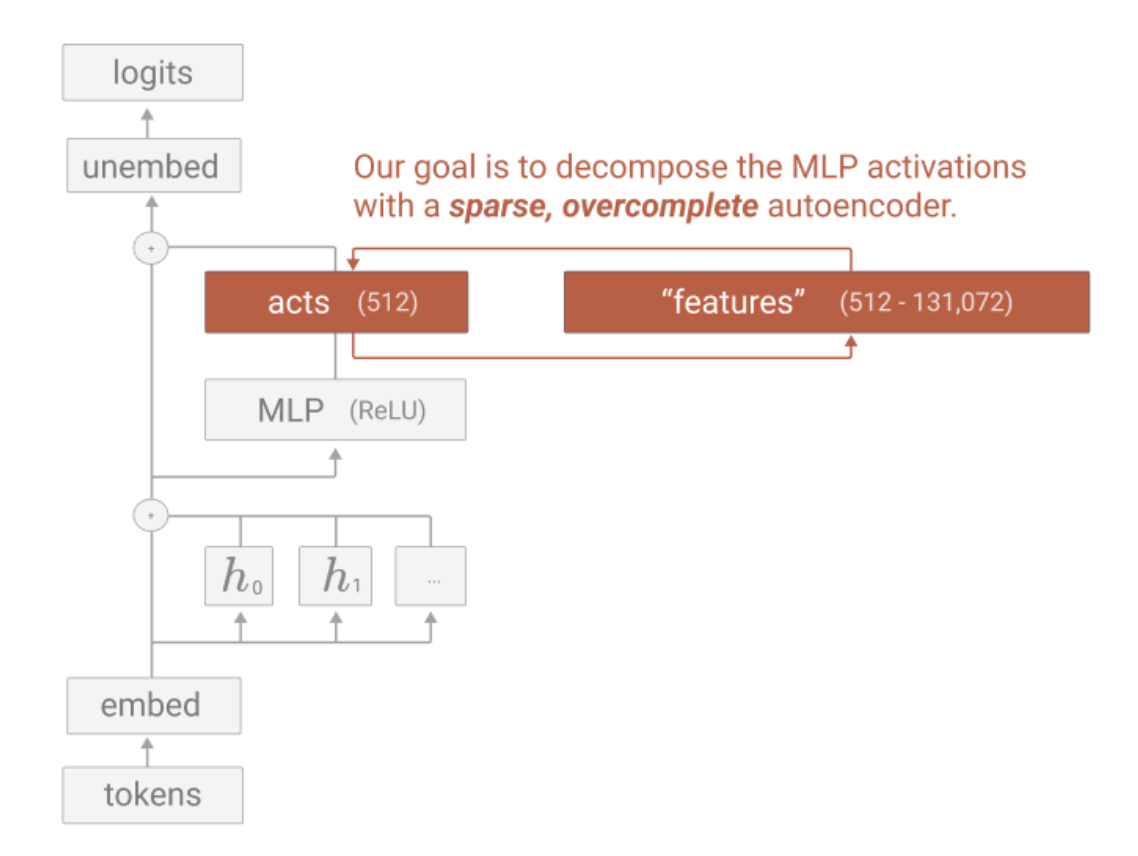 logits
unembed
Our goal is to decompose the MLP activations
with a sparse, overcomplete autoencoder.
+
acts (512)
“features” (512 - 131,072)
MLP (ReLU)
+
h₀
h₁
...
embed
tokens